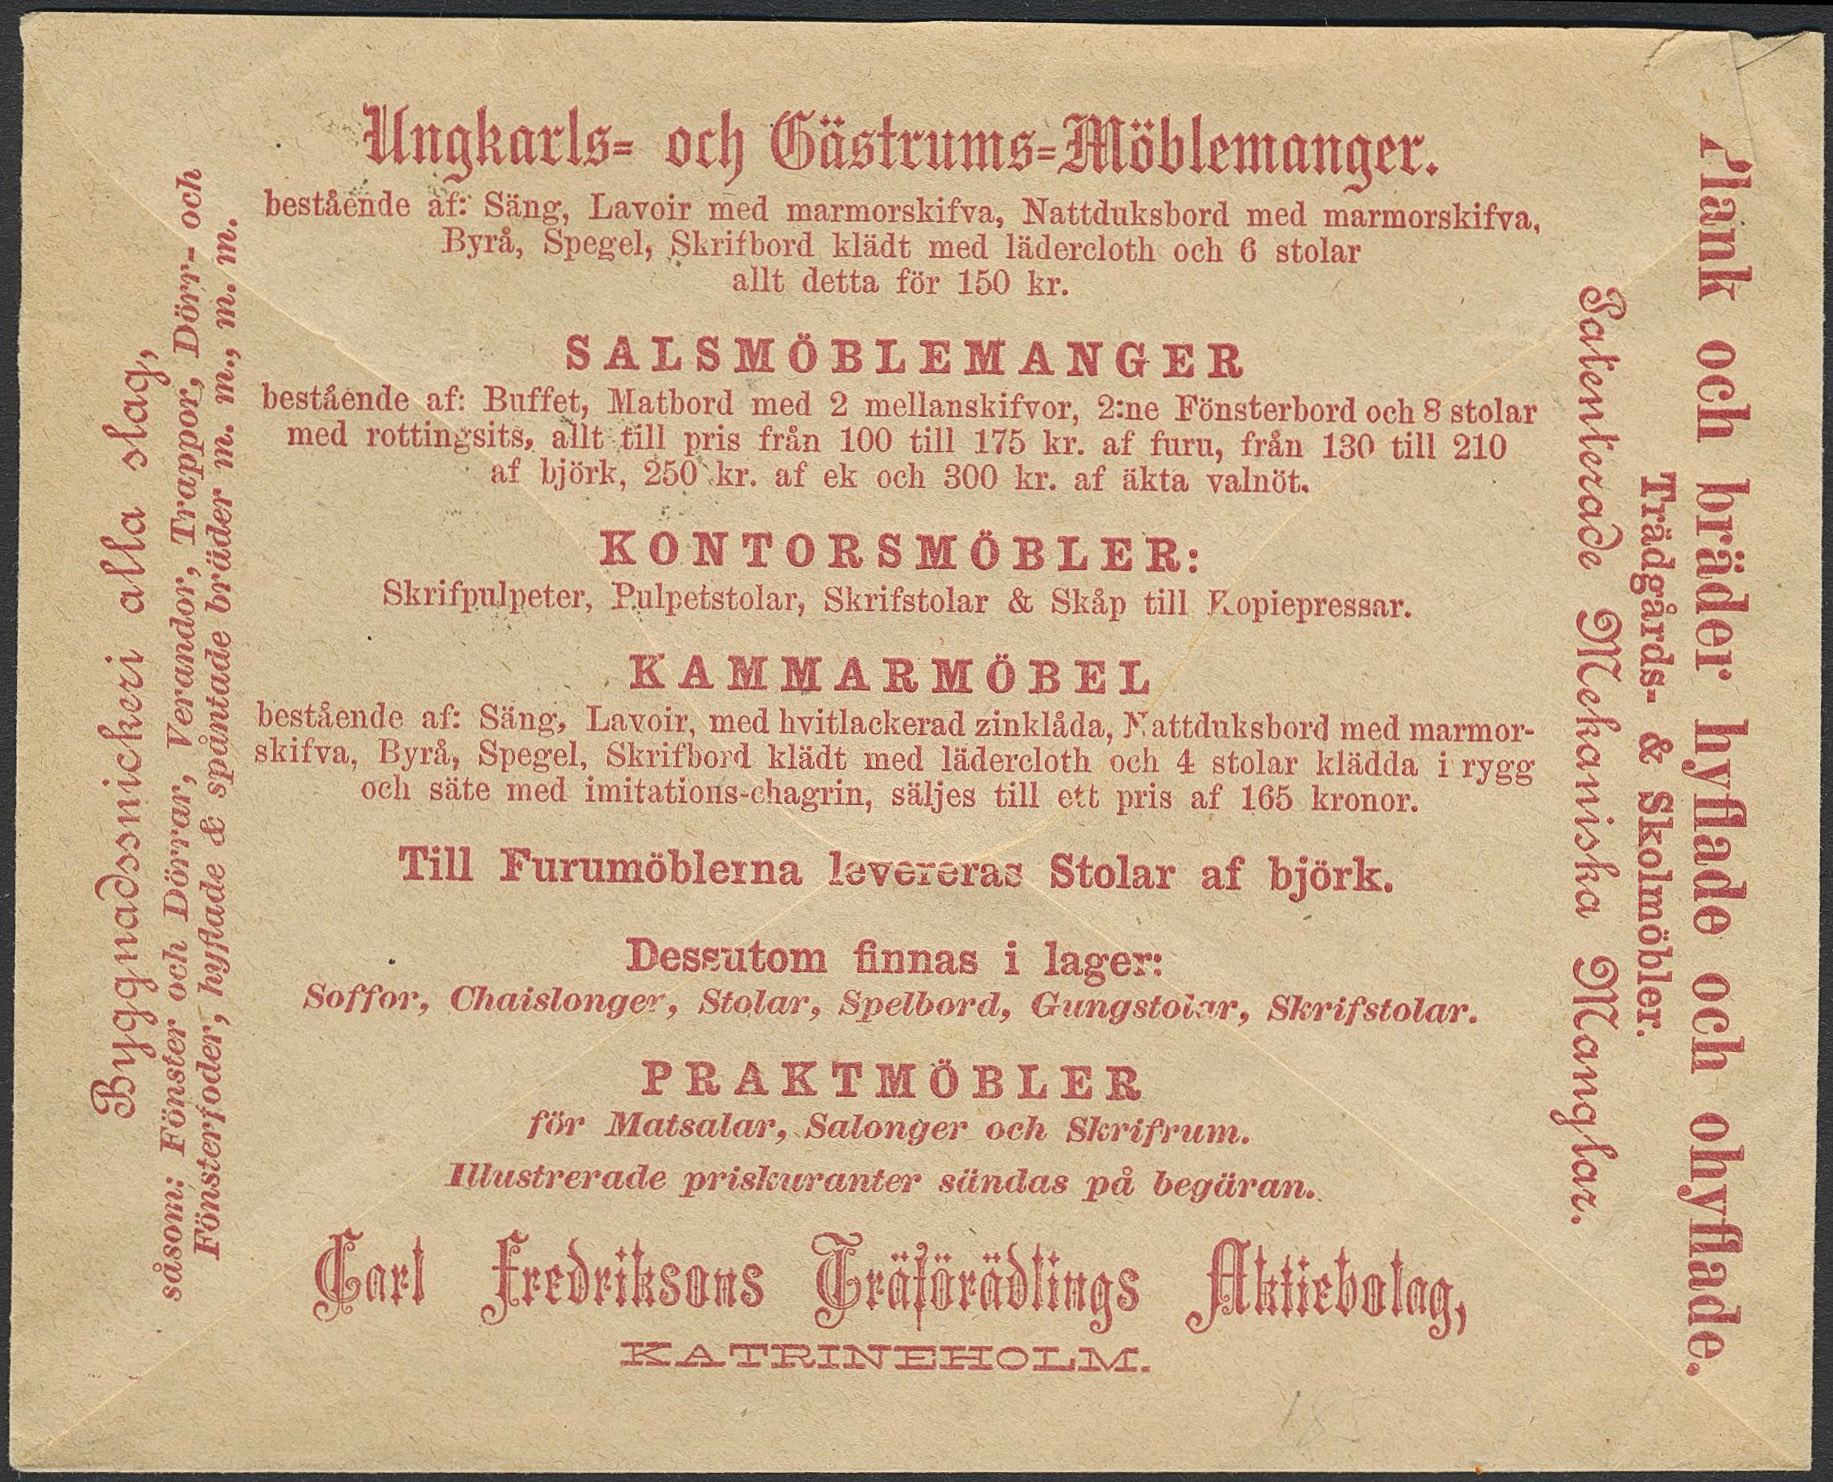 Ungkarls- och Gästrums-Möblemanger.
bestående af: Säng, Lavoir med marmorskifva, Nattduksbord med marmorskifva,
Byrå, Spegel, Skrifbord klädt med lädercloth och 6 stolar
allt detta för 150 kr.
SALSMÖBLEMANGER
bestående af: Buffet, Matbord med 2 mellanskifvor, 2:ne Fönsterbord och 8 stolar
med rottingsits, allt till pris från 100 till 175 kr. af furu, från 130 till 210
af björk, 250 kr. af ek och 300 kr. af äkta valnöt.
KONTORSMÖBLER:
Skrifpulpeter, Pulpetstolar, Skrifstolar & Skåp till Kopiepressar.
KAMMARMÖBEL
bestående af: Säng, Lavoir, med hvitlackerad zinklåda, Nattduksbord med marmor-
skifva, Byrå, Spegel, Skrifbord klädt med lädercloth och 4 stolar klädda i rygg
och säte med imitations-chagrin, säljes till ett pris af 165 kronor.
Till Furumöblerna levereras Stolar af björk.
Dessutom finnas i lager:
Soffor, Chaislonger, Stolar, Spelbord, Gungstolar, Skrifstolar.
PRAKTMÖBLER
för Matsalar, Salonger och Skrifrum.
Illustrerade priskuranter sändas på begäran.
Carl Fredriksons Träförädlings Aktiebolag,
KATRINEHOLM.
Byggnadssnickeri alla slag,
såsom: Fönster och Dörrar, Verandor, Trappor, Dörr- och
Fönsterfoder, hyflade & spåntade bräder m. m., m. m.
Plank och bräder hyflade och ohyflade.
Trädgårds- & Skolmöbler.
Patenterade Mekaniska Manglar.
185